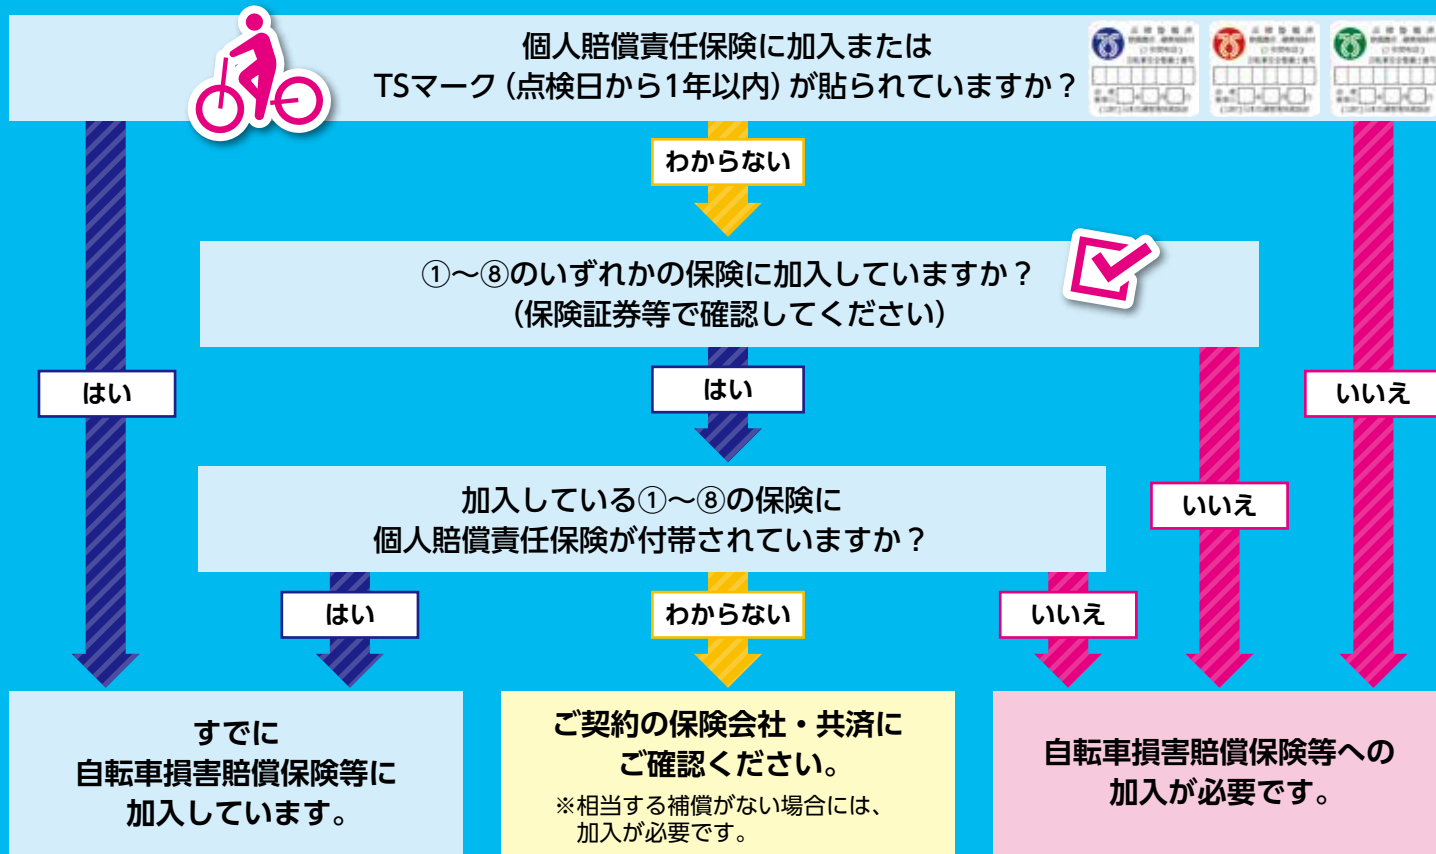 個人賠償責任保険に加入または
TSマーク（点検日から1年以内）が貼られていますか？
わからない
①～⑧のいずれかの保険に加入していますか？
（保険証券等で確認してください）
はい
はい
いいえ
加入している①～⑧の保険に
個人賠償責任保険が付帯されていますか？
いいえ
はい
わからない
いいえ
すでに
自転車損害賠償保険等に
加入しています。
ご契約の保険会社・共済に
ご確認ください。
※相当する補償がない場合には、
加入が必要です。
自転車損害賠償保険等への
加入が必要です。